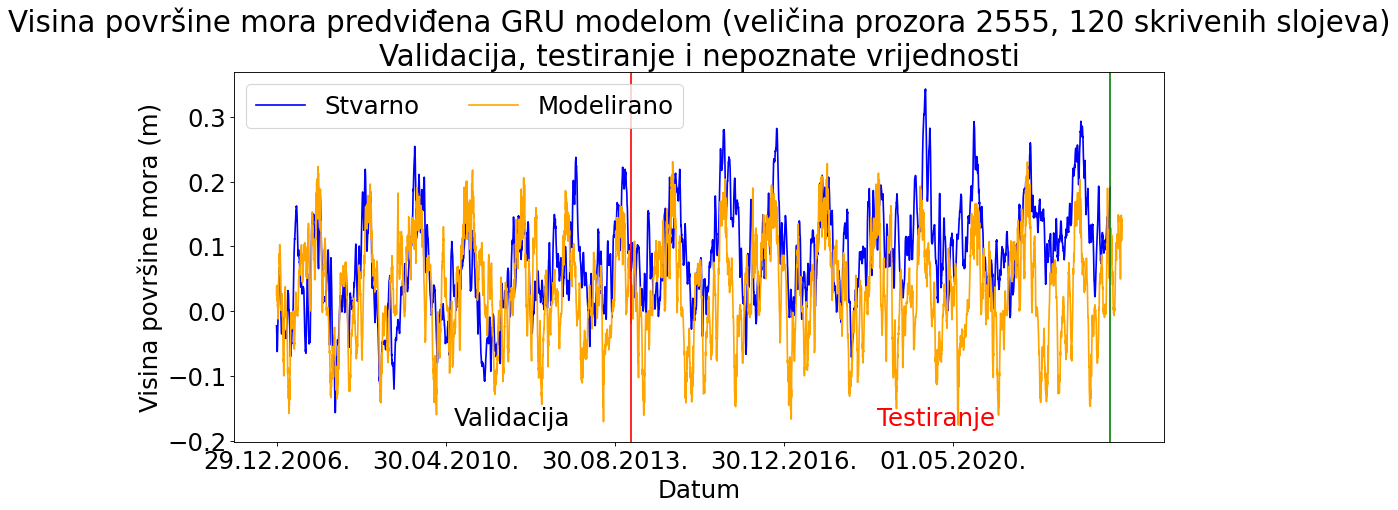 Visina površine mora predviđena GRU modelom (veličina prozora 2555, 120 skrivenih slojeva)
Validacija, testiranje i nepoznate vrijednosti
Stvarno
Modelirano
Visina površine mora (m)
0.3
0.2
0.1
0.0
−0.1
−0.2
Validacija
Testiranje
29.12.2006.
30.04.2010.
30.08.2013.
30.12.2016.
01.05.2020.
Datum